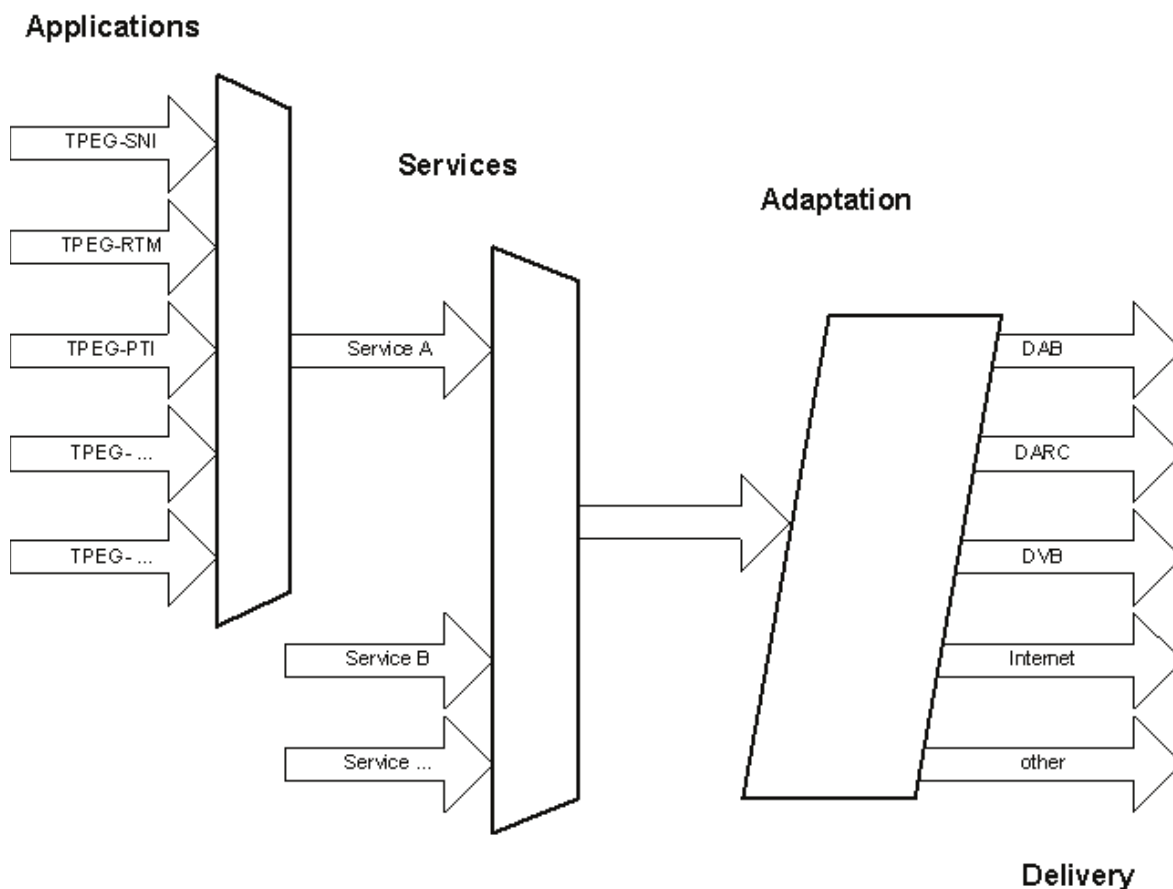 Applications
TPEG-SNI
Services
Adaptation
TPEG-RTM
TPEG-PTI
Service A
DAB
TPEG- ...
DARC
TPEG- ...
DVB
Service B
Internet
Service ...
other
Delivery